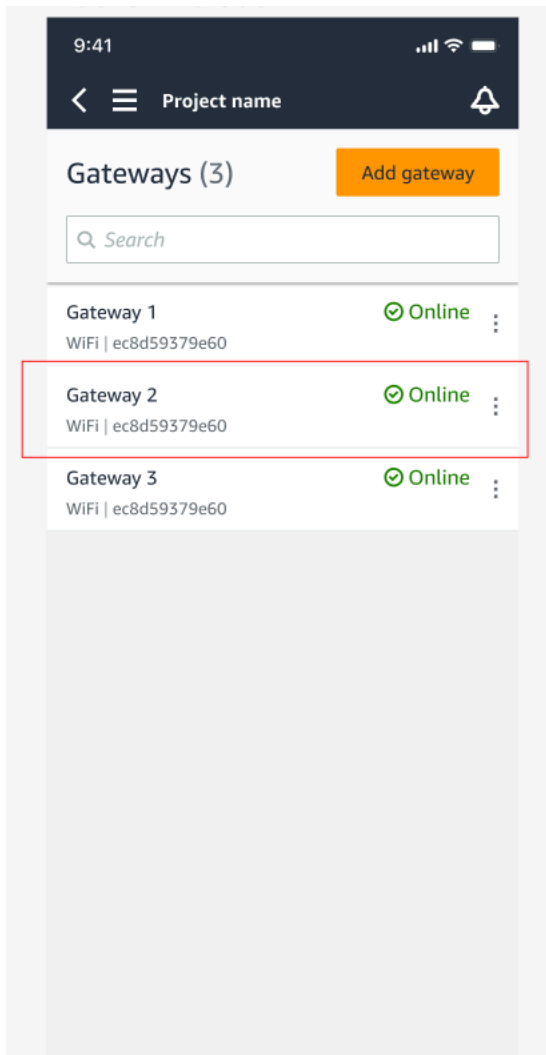 9:41
Project name
Gateways (3)
Add gateway
Search
Gateway 1
Online
WiFi | ec8d59379e60
Gateway 2
Online
WiFi | ec8d59379e60
Gateway 3
Online
WiFi | ec8d59379e60